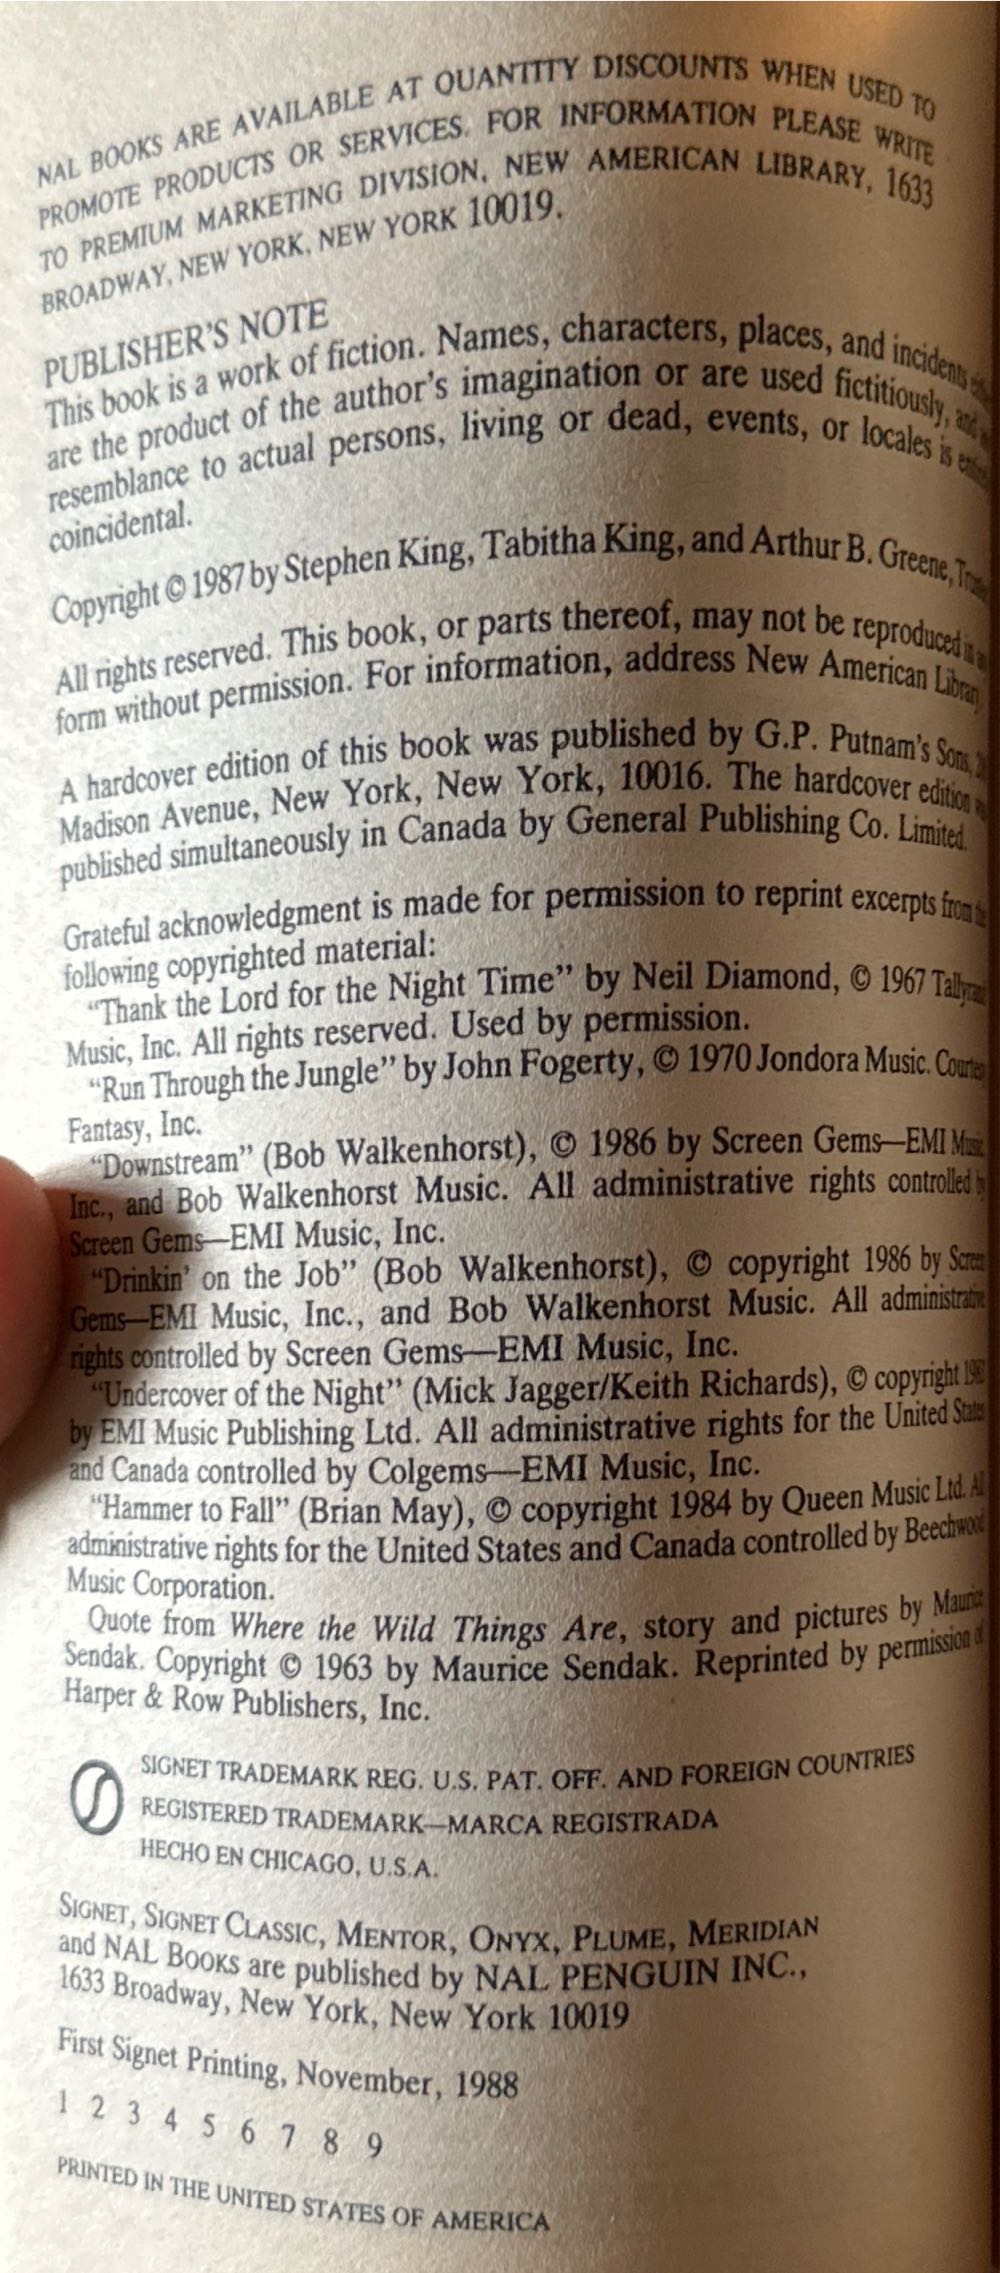 NAL BOOKS ARE AVAILABLE AT QUANTITY DISCOUNTS WHEN USED TO
PROMOTE PRODUCTS OR SERVICES. FOR INFORMATION PLEASE WRITE
TO PREMIUM MARKETING DIVISION, NEW AMERICAN LIBRARY, 1633
BROADWAY, NEW YORK, NEW YORK 10019.
PUBLISHER'S NOTE
This book is a work of fiction. Names, characters, places, and incidents
are the product of the author's imagination or are used fictitiously, and
resemblance to actual persons, living or dead, events, or locales is
coincidental.
Copyright © 1987 by Stephen King, Tabitha King, and Arthur B. Greene,
All rights reserved. This book, or parts thereof, may not be reproduced in
form without permission. For information, address New American Library
A hardcover edition of this book was published by G.P. Putnam's Sons,
Madison Avenue, New York, New York, 10016. The hardcover edition
published simultaneously in Canada by General Publishing Co. Limited.
Grateful acknowledgment is made for permission to reprint excerpts from
following copyrighted material:
"Thank the Lord for the Night Time" by Neil Diamond, © 1967
Music, Inc. All rights reserved. Used by permission.
"Run Through the Jungle" by John Fogerty, © 1970 Jondora Music.
Fantasy, Inc.
"Downstream" (Bob Walkenhorst), © 1986 by Screen Gems—EMI Music
Inc., and Bob Walkenhorst Music. All administrative rights controlled by
Screen Gems—EMI Music, Inc.
"Drinkin' on the Job" (Bob Walkenhorst), © copyright 1986 by Screen
Gems—EMI Music, Inc., and Bob Walkenhorst Music. All administrative
rights controlled by Screen Gems—EMI Music, Inc.
"Undercover of the Night" (Mick Jagger/Keith Richards), © copyright
by EMI Music Publishing Ltd. All administrative rights for the United States
and Canada controlled by Colgems—EMI Music, Inc.
"Hammer to Fall" (Brian May), © copyright 1984 by Queen Music Ltd. All
administrative rights for the United States and Canada controlled by Beechwood
Music Corporation.
Quote from Where the Wild Things Are, story and pictures by Maurice
Sendak. Copyright © 1963 by Maurice Sendak. Reprinted by permission of
Harper & Row Publishers, Inc.
SIGNET TRADEMARK REG. U.S. PAT. OFF. AND FOREIGN COUNTRIES
REGISTERED TRADEMARK—MARCA REGISTRADA
HECHO EN CHICAGO, U.S.A.
SIGNET, SIGNET CLASSIC, MENTOR, ONYX, PLUME, MERIDIAN
and NAL BOOKS are published by NAL PENGUIN INC.,
1633 Broadway, New York, New York 10019
First Signet Printing, November, 1988
1 2 3 4 5 6 7 8 9
PRINTED IN THE UNITED STATES OF AMERICA